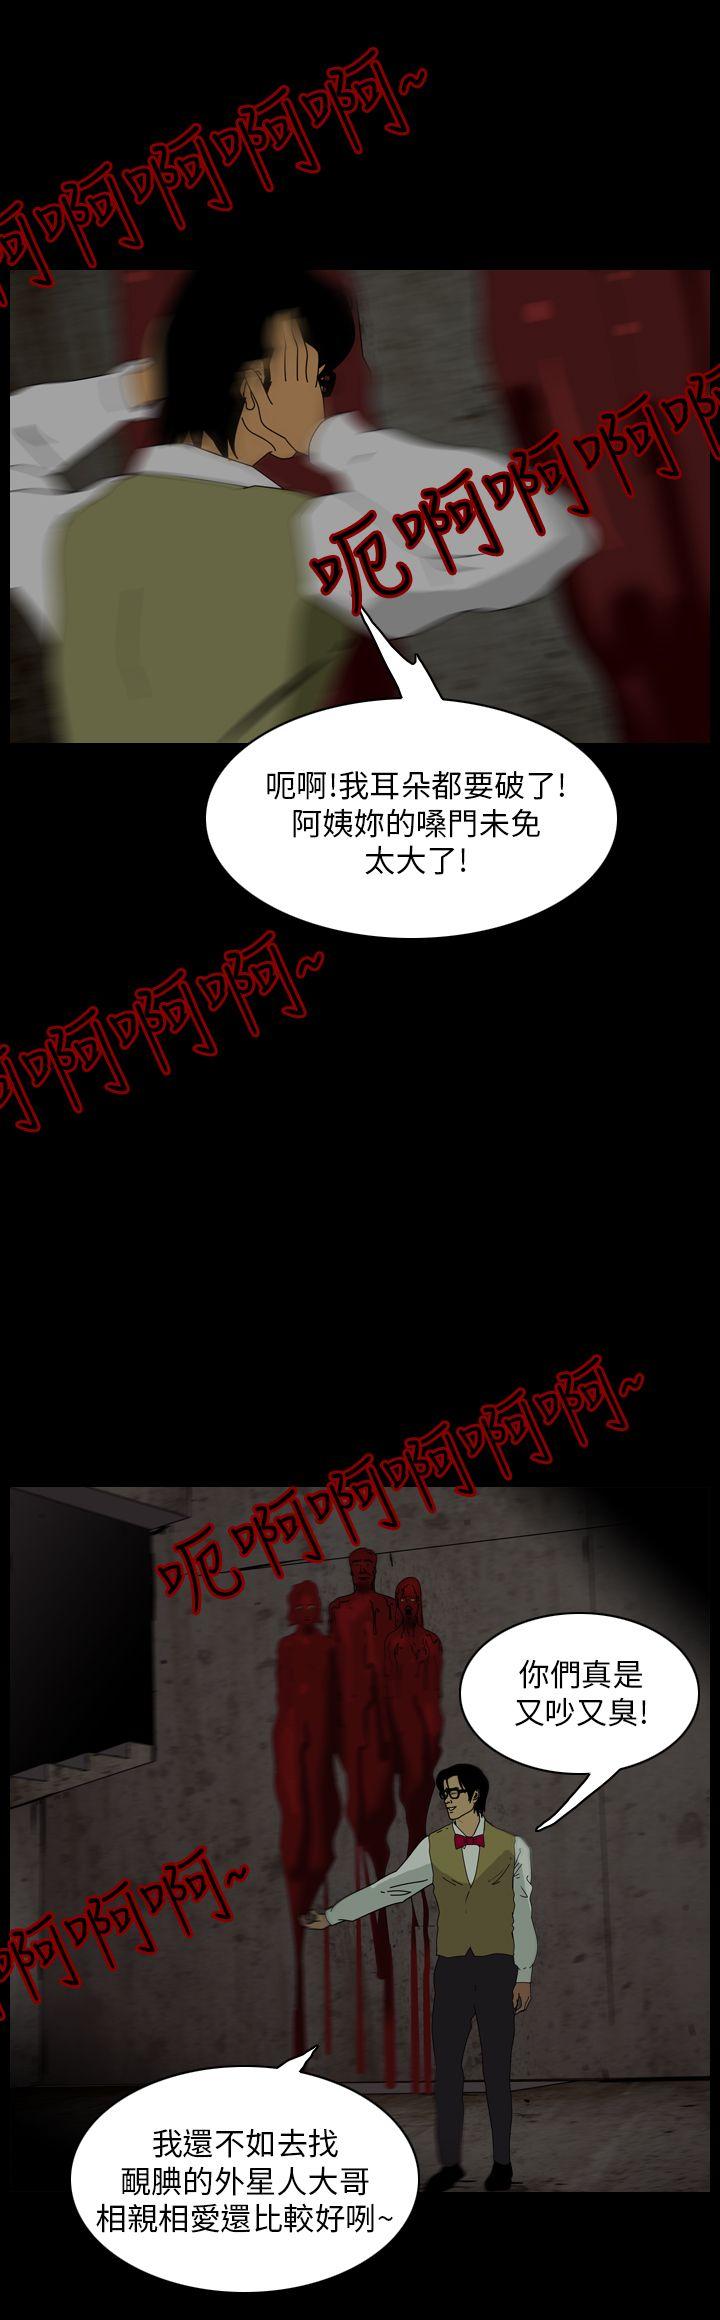 啊啊啊啊啊啊~
呃啊啊啊啊
呃啊!我耳朵都要破了!
阿姨妳的嗓門未免
太大了!
啊啊啊啊啊~
呃啊啊啊啊啊啊~
你們真是
又吵又臭!
啊啊啊啊~
我還不如去找
靦腆的外星人大哥
相親相愛還比較好咧~